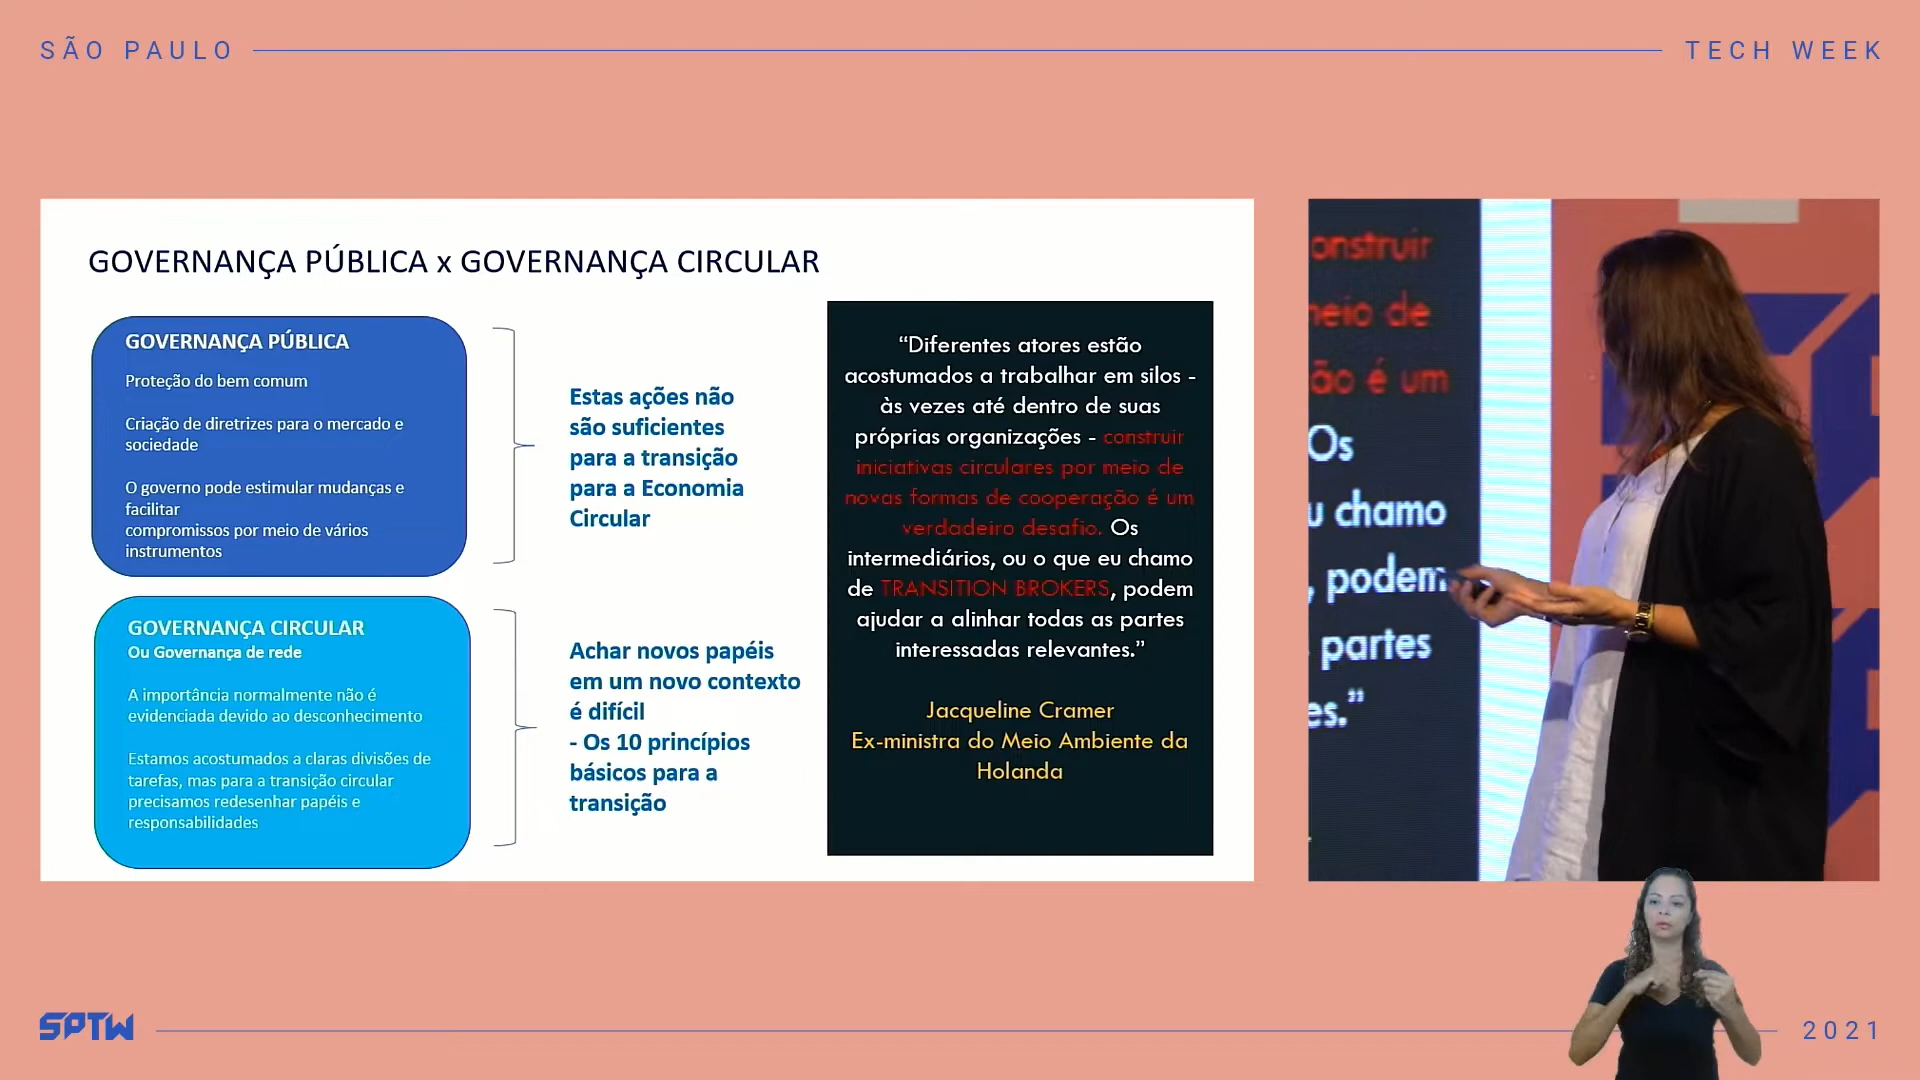 SÃO PAULO
TECH WEEK
GOVERNANÇA PÚBLICA x GOVERNANÇA CIRCULAR
GOVERNANÇA PÚBLICA
Proteção do bem comum
Criação de diretrizes para o mercado e
sociedade
O governo pode estimular mudanças e
facilitar
compromissos por meio de vários
instrumentos
Estas ações não
são suficientes
para a transição
para a Economia
Circular
GOVERNANÇA CIRCULAR
Ou Governança de rede
A importância normalmente não é
evidenciada devido ao desconhecimento
Estamos acostumados a claras divisões de
tarefas, mas para a transição circular
precisamos redesenhar papéis e
responsabilidades
Achar novos papéis
em um novo contexto
é difícil
- Os 10 princípios
básicos para a
transição
“Diferentes atores estão
acostumados a trabalhar em silos -
às vezes até dentro de suas
próprias organizações - construir
iniciativas circulares por meio de
novas formas de cooperação é um
verdadeiro desafio. Os
intermediários, ou o que eu chamo
de TRANSITION BROKERS, podem
ajudar a alinhar todas as partes
interessadas relevantes.”
Jacqueline Cramer
Ex-ministra do Meio Ambiente da
Holanda
onstruir
neio de
ão é um
Os
u chamo
, podem
partes
es.”
SPTW
2021